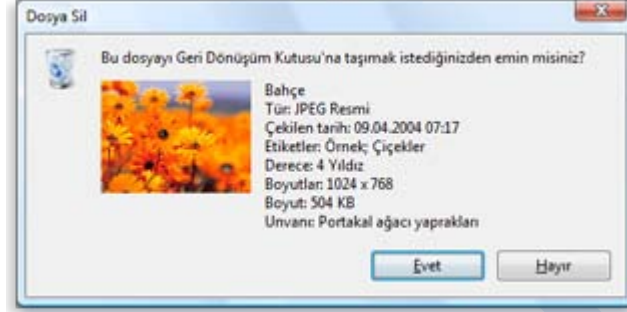 Dosya Sil
Bu dosyayı Geri Dönüşüm Kutusu'na taşımak istediğinizden emin misiniz?
Bahçe
Tür: JPEG Resmi
Çekilen tarih: 09.04.2004 07:17
Etiketler: Örnek; Çiçekler
Derece: 4 Yıldız
Boyutlar: 1024 x 768
Boyut: 504 KB
Unvanı: Portakal ağacı yaprakları
Evet
Hayır